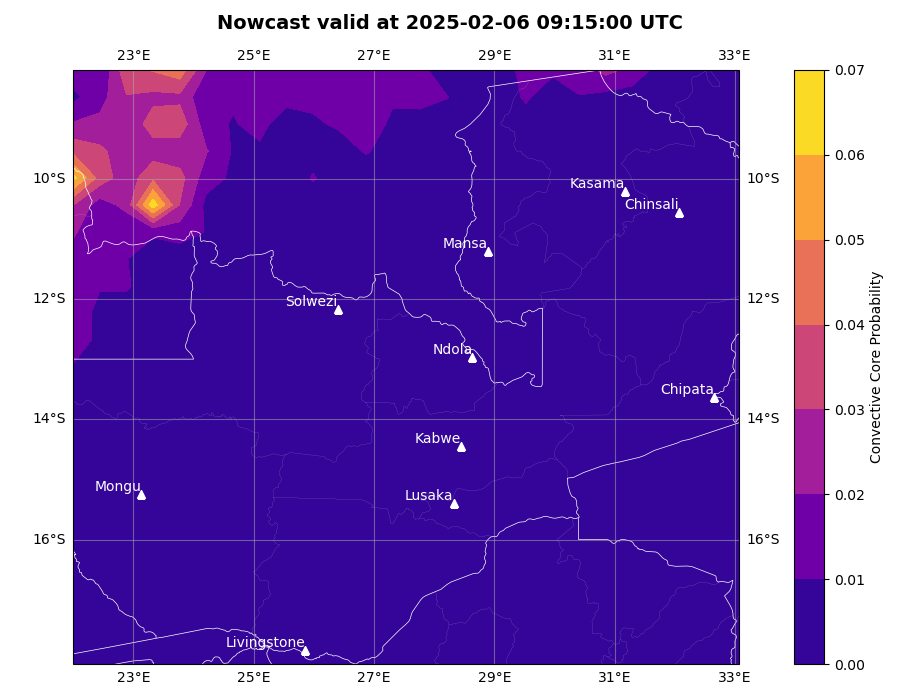 Nowcast valid at 2025-02-06 09:15:00 UTC
23°E 25°E 27°E 29°E 31°E 33°E
0.07
0.06
10°S 10°S
Kasama
Chinsali
0.05
Mansa
12°S 12°S
Solwezi
0.04
Ndola
Convective Core Probability
Chipata
0.03
14°S 14°S
Kabwe
Mongu
Lusaka
0.02
16°S 16°S
0.01
Livingstone
0.00
23°E 25°E 27°E 29°E 31°E 33°E